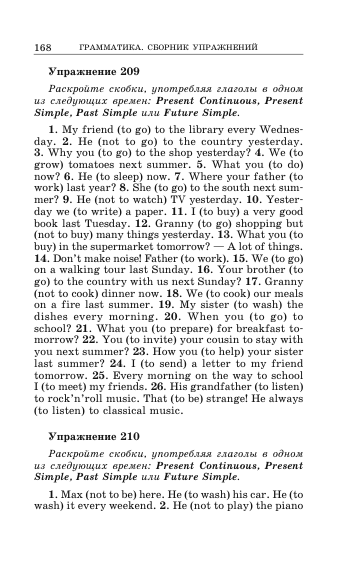 168 ГРАММАТИКА. СБОРНИК УПРАЖНЕНИЙ
Упражнение 209
Раскройте скобки, употребляя глаголы в одном
из следующих времен: Present Continuous, Present
Simple, Past Simple или Future Simple.
1. My friend (to go) to the library every Wednes-
day. 2. He (not to go) to the country yesterday.
3. Why you (to go) to the shop yesterday? 4. We (to
grow) tomatoes next summer. 5. What you (to do)
now? 6. He (to sleep) now. 7. Where your father (to
work) last year? 8. She (to go) to the south next sum-
mer? 9. He (not to watch) TV yesterday. 10. Yester-
day we (to write) a paper. 11. I (to buy) a very good
book last Tuesday. 12. Granny (to go) shopping but
(not to buy) many things yesterday. 13. What you (to
buy) in the supermarket tomorrow? — A lot of things.
14. Don't make noise! Father (to work). 15. We (to go)
on a walking tour last Sunday. 16. Your brother (to
go) to the country with us next Sunday? 17. Granny
(not to cook) dinner now. 18. We (to cook) our meals
on a fire last summer. 19. My sister (to wash) the
dishes every morning. 20. When you (to go) to
school? 21. What you (to prepare) for breakfast to-
morrow? 22. You (to invite) your cousin to stay with
you next summer? 23. How you (to help) your sister
last summer? 24. I (to send) a letter to my friend
tomorrow. 25. Every morning on the way to school
I (to meet) my friends. 26. His grandfather (to listen)
to rock'n'roll music. That (to be) strange! He always
(to listen) to classical music.
Упражнение 210
Раскройте скобки, употребляя глаголы в одном
из следующих времен: Present Continuous, Present
Simple, Past Simple или Future Simple.
1. Max (not to be) here. He (to wash) his car. He (to
wash) it every weekend. 2. He (not to play) the piano